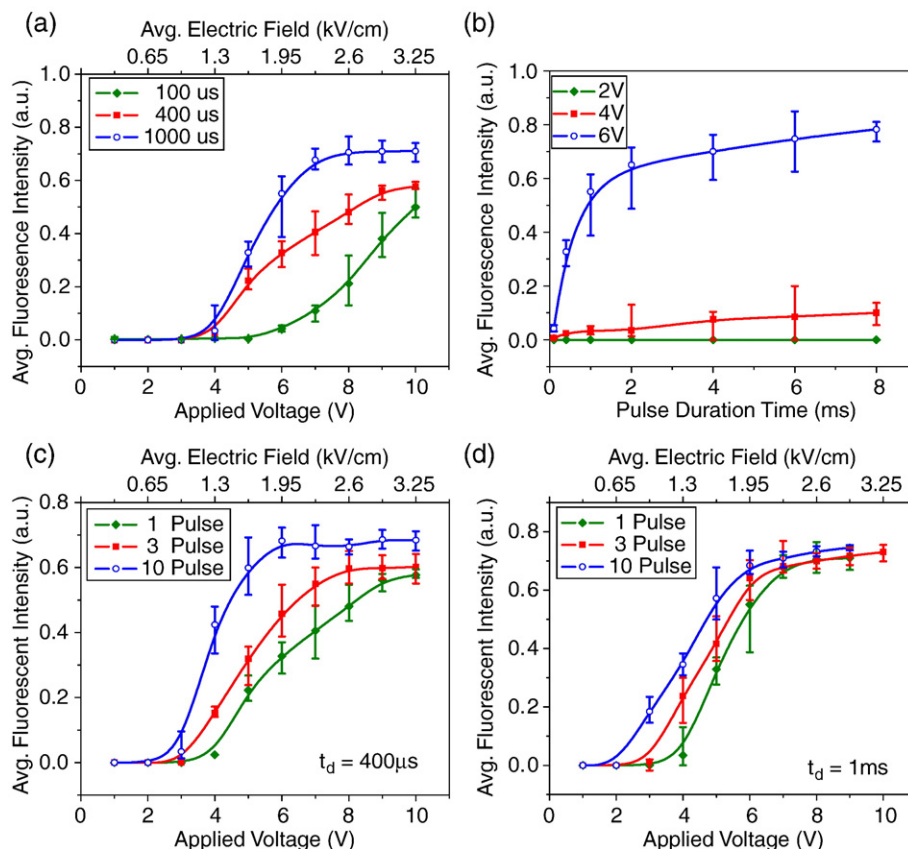 (a)
Avg. Electric Field (kV/cm)
0.65 1.3 1.95 2.6 3.25
1.0
0.8
0.6
0.4
0.2
0.0
Avg. Fluoresence Intensity (a.u.)
100 us
400 us
1000 us
0 2 4 6 8 10
Applied Voltage (V)
(b)
1.0
0.8
0.6
0.4
0.2
0.0
Avg. Fluorescence Intensity (a.u.)
2V
4V
6V
0 2 4 6 8
Pulse Duration Time (ms)
(c)
Avg. Electric Field (kV/cm)
0.65 1.3 1.95 2.6 3.25
0.8
0.6
0.4
0.2
0.0
Avg. Fluorescent Intensity (a.u.)
1 Pulse
3 Pulse
10 Pulse
t_d = 400μs
0 2 4 6 8 10
Applied Voltage (V)
(d)
Avg. Electric Field (kV/cm)
0.65 1.3 1.95 2.6 3.25
0.8
0.6
0.4
0.2
0.0
Avg. Fluorescent Intensity (a.u.)
1 Pulse
3 Pulse
10 Pulse
t_d = 1ms
0 2 4 6 8 10
Applied Voltage (V)